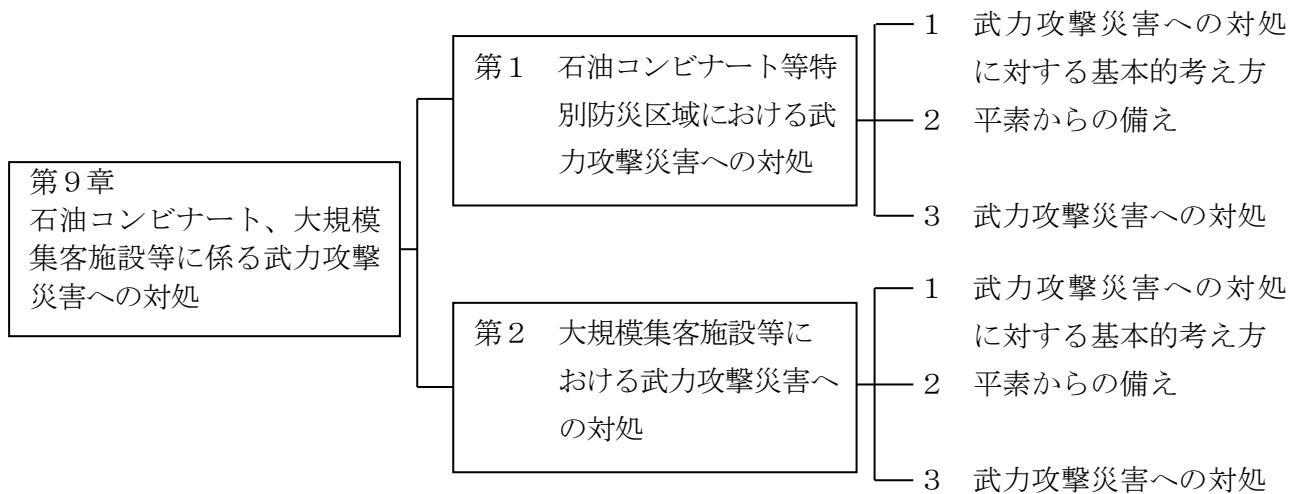 第９章
石油コンビナート、大規模
集客施設等に係る武力攻撃
災害への対処
第１　石油コンビナート等特
別防災区域における武
力攻撃災害への対処
１　武力攻撃災害への対処
に対する基本的考え方
２　平素からの備え
３　武力攻撃災害への対処
第２　大規模集客施設等に
おける武力攻撃災害へ
の対処
１　武力攻撃災害への対処
に対する基本的考え方
２　平素からの備え
３　武力攻撃災害への対処